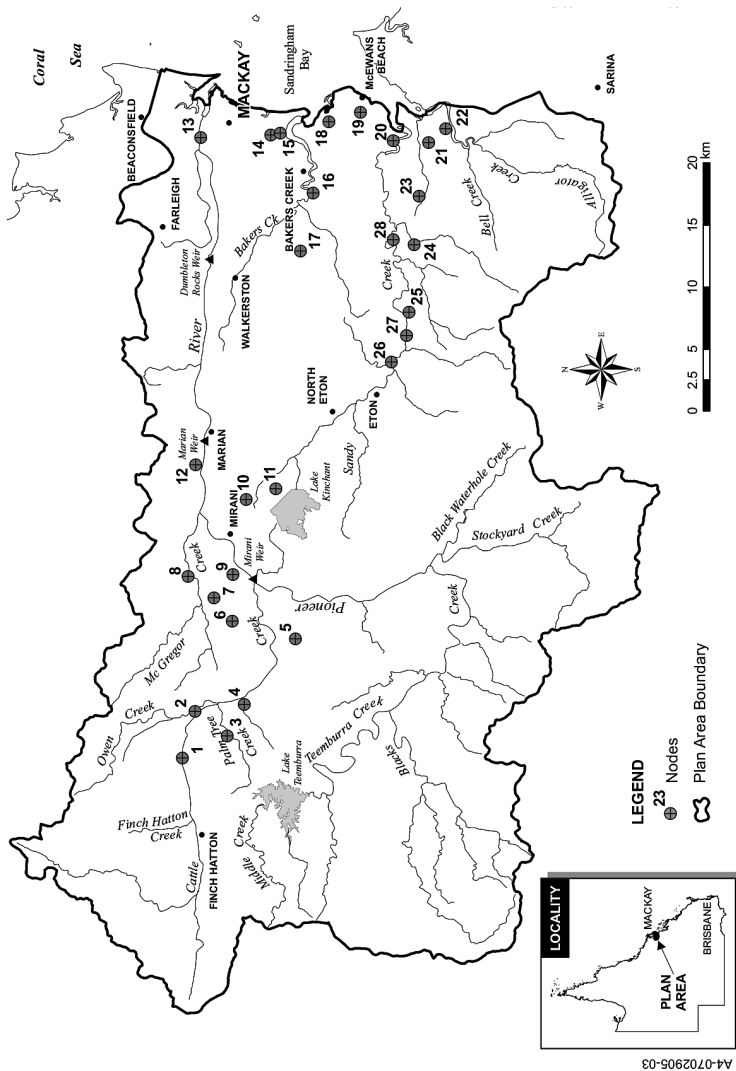 Coral
Sea
BEACONSFIELD
FARLEIGH
13
MACKAY
Sandringham
Bay
McEWANS
BEACH
SARINA
14
15
18
19
20
21
22
BAKERS CREEK
16
17
23
Bell Creek
Alligator
Creek
Dumbleton
Rocks Weir
Bakers Ck
WALKERSTON
28
24
Creek
25
27
26
River
NORTH
ETON
ETON
Sandy
Marian
Weir
MARIAN
12
MIRANI
10
11
Lake
Kinchant
Mirani
Weir
Black Waterhole Creek
Stockyard Creek
Creek
8
Creek
9
7
6
5
Creek
Pioneer
Mc Gregor
2
4
Creek
Owen
1
Palm Tree
3
Creek
Teemburra Creek
Blacks
Lake
Teemburra
Middle Creek
Finch Hatton
Creek
FINCH HATTON
Cattle
N
E
S
W
0 2.5 5 10 15 20 km
LEGEND
23
Nodes
Plan Area Boundary
LOCALITY
MACKAY
PLAN
AREA
BRISBANE
A4-0702905-03